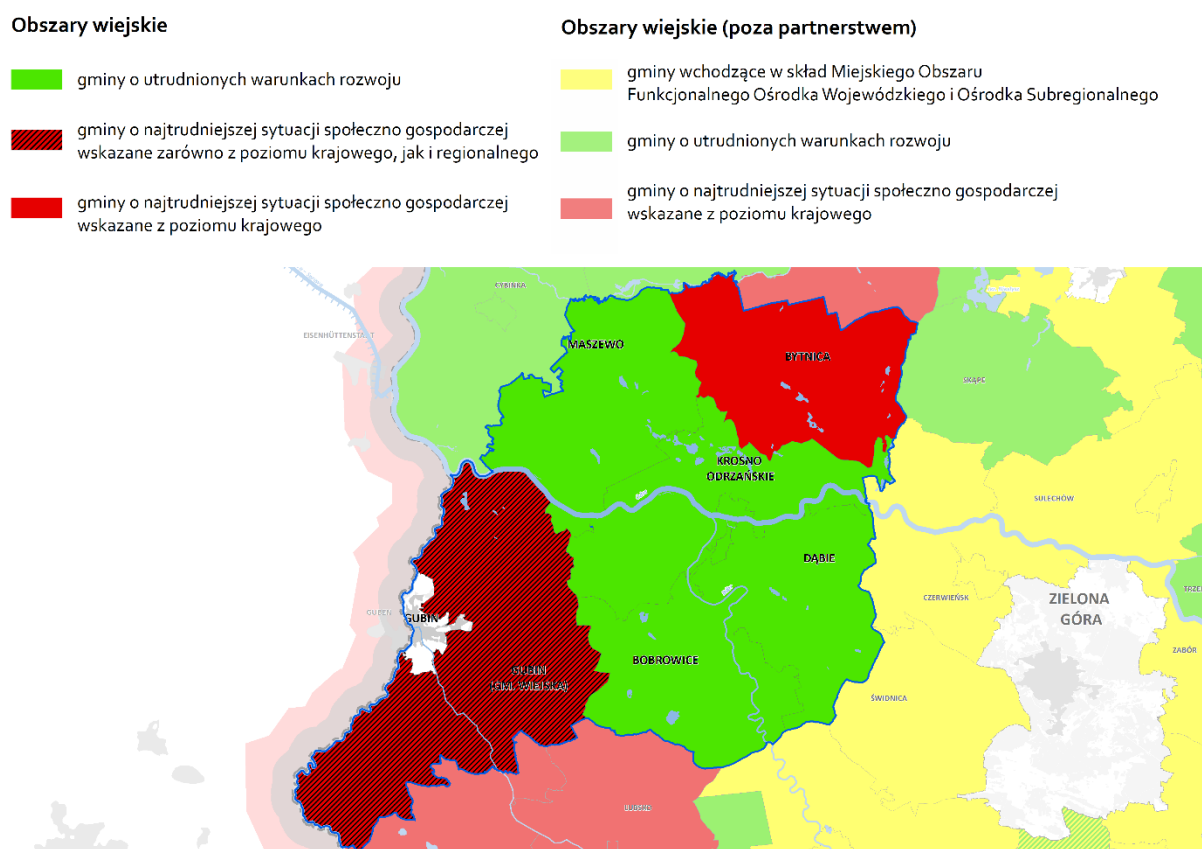 Obszary wiejskie
gminy o utrudnionych warunkach rozwoju
gminy o najtrudniejszej sytuacji społeczno gospodarczej
wskazane zarówno z poziomu krajowego, jak i regionalnego
gminy o najtrudniejszej sytuacji społeczno gospodarczej
wskazane z poziomu krajowego
Obszary wiejskie (poza partnerstwem)
gminy wchodzące w skład Miejskiego Obszaru
Funkcjonalnego Ośrodka Wojewódzkiego i Ośrodka Subregionalnego
gminy o utrudnionych warunkach rozwoju
gminy o najtrudniejszej sytuacji społeczno gospodarczej
wskazane z poziomu krajowego
CYBINKA
EISENHÜTTENSTADT
MASZEWO
BYTNICA
SKĄPE
KROSNO
ODRZAŃSKIE
SULECHÓW
DĄBIE
CZERWIEŃSK
ZIELONA
GÓRA
GUBEN
GUBIN
ZABÓR
BOBROWICE
GUBIN
(GM. WIEJSKA)
ŚWIDNICA